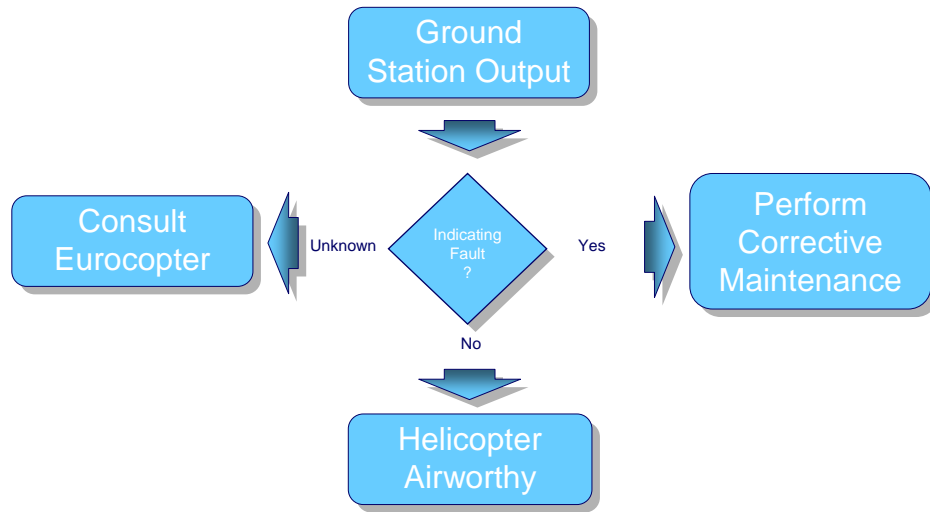 Ground
Station Output
Consult
Eurocopter
Unknown
Indicating
Fault
?
Yes
Perform
Corrective
Maintenance
No
Helicopter
Airworthy